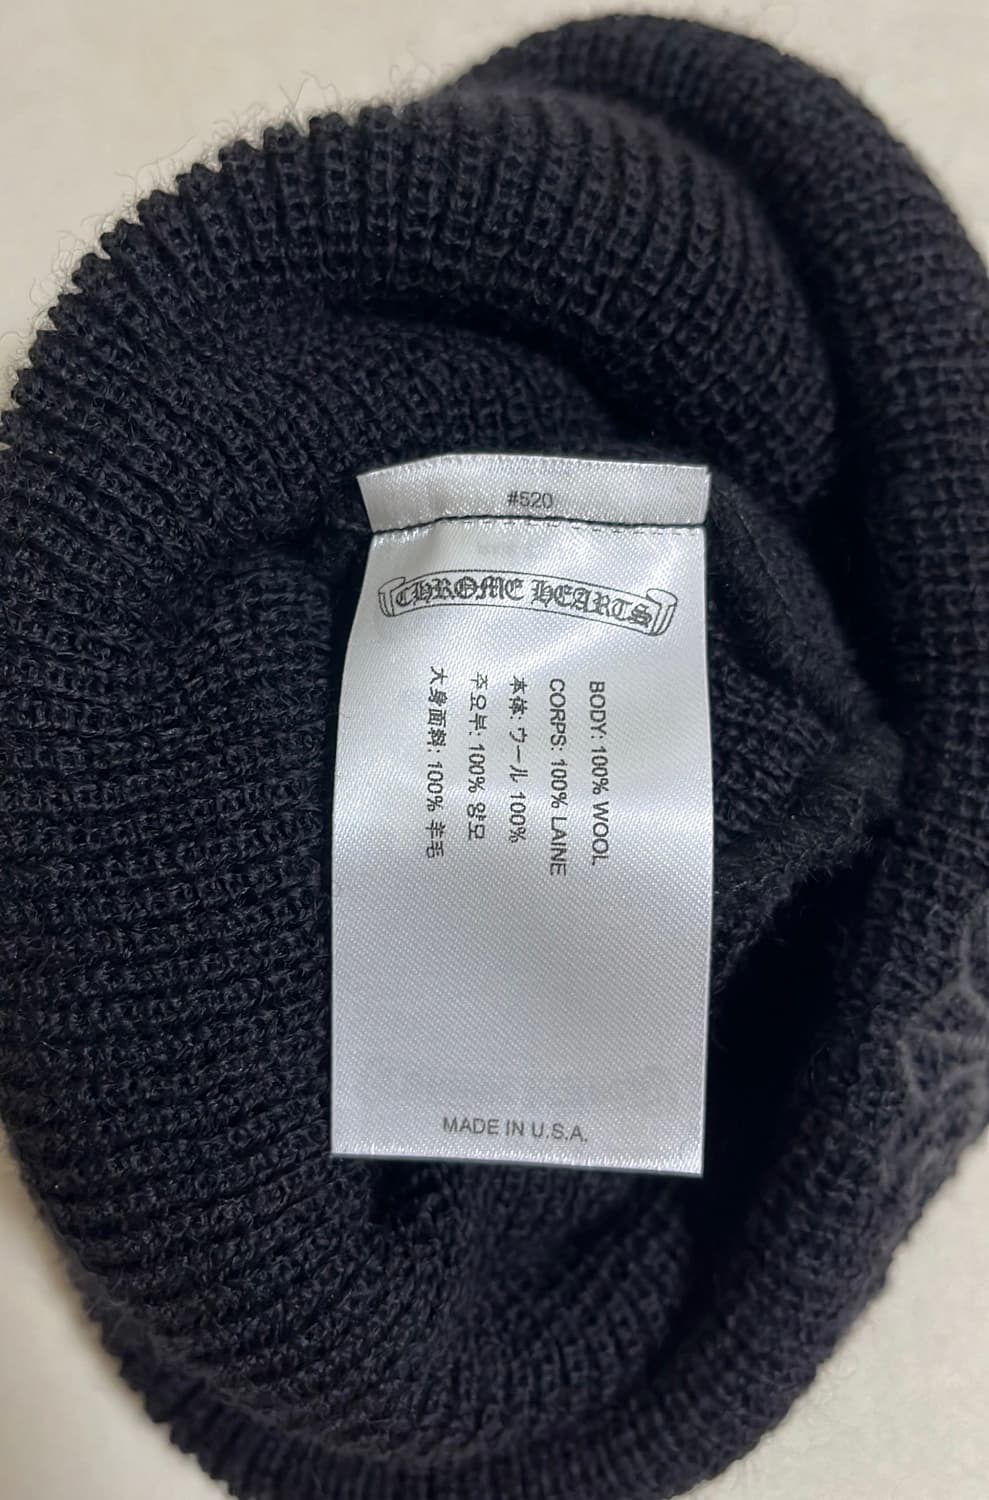 #520
CHROME HEARTS
BODY: 100% WOOL
CORPS: 100% LAINE
本体: ウール 100%
주요부: 100% 양모
大身面料: 100% 羊毛
MADE IN U.S.A.